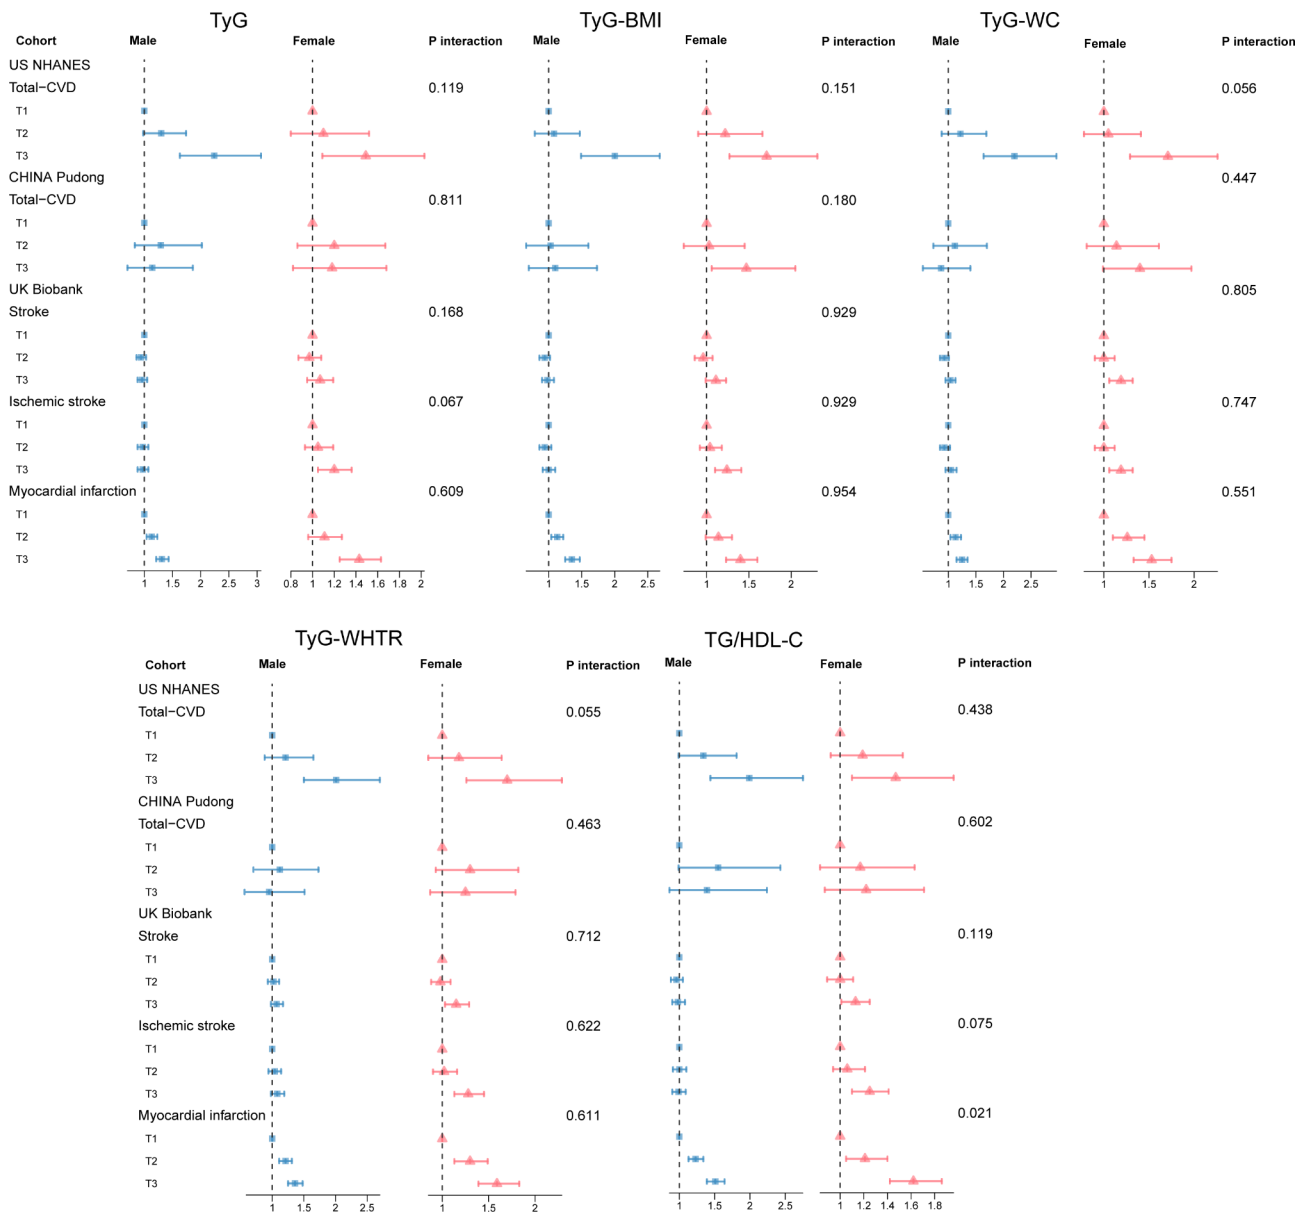 TyG TyG-BMI TyG-WC
Cohort Male Female P interaction Male Female P interaction Male Female P interaction
US NHANES
Total−CVD 0.119 0.151 0.056
T1
T2
T3
CHINA Pudong 0.447
Total−CVD 0.811 0.180
T1
T2
T3
UK Biobank 0.805
Stroke 0.168 0.929
T1
T2
T3
Ischemic stroke 0.067 0.929 0.747
T1
T2
T3
Myocardial infarction 0.609 0.954 0.551
T1
T2
T3
1 1.5 2 2.5 3 0.8 1 1.2 1.4 1.6 1.8 2 1 1.5 2 2.5 1 1.5 2 1 1.5 2 2.5 1 1.5 2
TyG-WHTR TG/HDL-C
Cohort Male Female P interaction Male Female P interaction
US NHANES
Total−CVD 0.055 0.438
T1
T2
T3
CHINA Pudong
Total−CVD 0.463 0.602
T1
T2
T3
UK Biobank
Stroke 0.712 0.119
T1
T2
T3
Ischemic stroke 0.622 0.075
T1
T2
T3
Myocardial infarction 0.611 0.021
T1
T2
T3
1 1.5 2 2.5 1 1.5 2 1 1.5 2 2.5 1 1.2 1.4 1.6 1.8